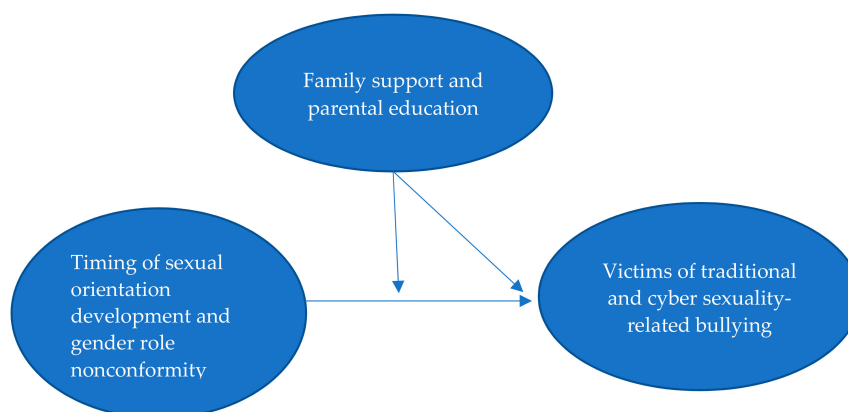 Family support and
parental education
Timing of sexual
orientation
development and
gender role
nonconformity
Victims of traditional
and cyber sexuality-
related bullying